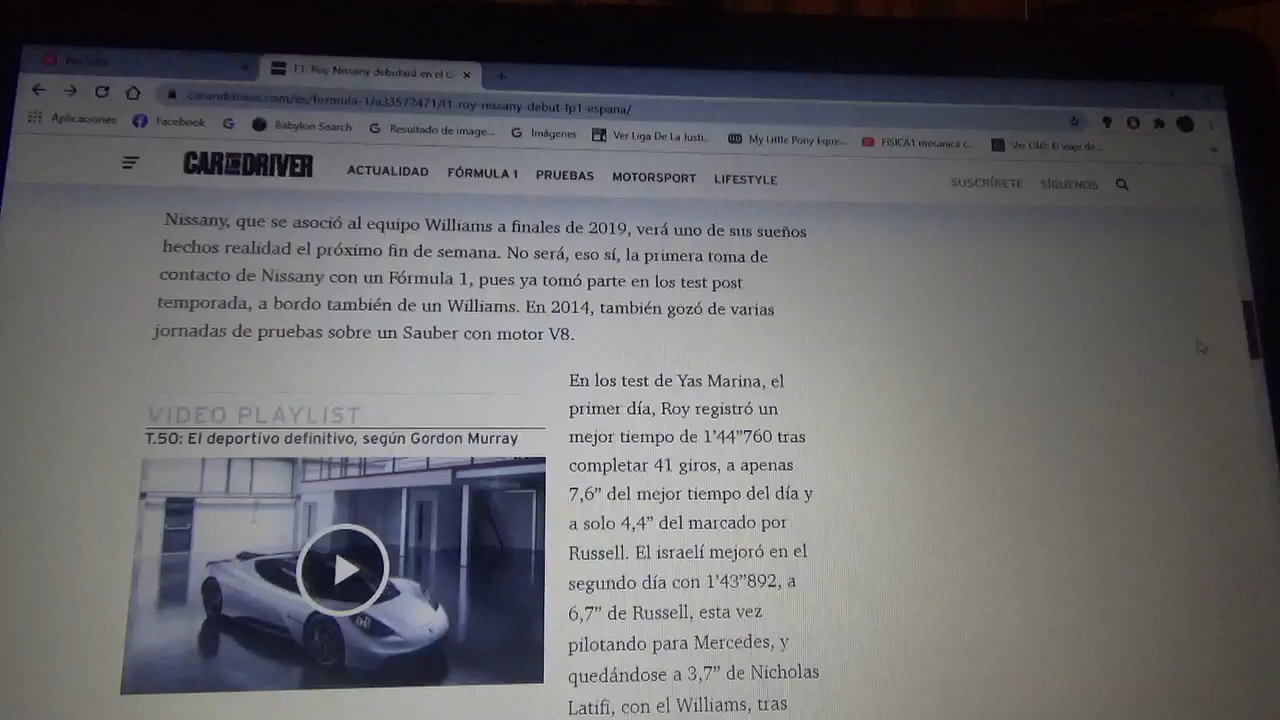 YouTube
F1: Roy Nissany debutará en el G
caranddriver.com/es/formula-1/a33572471/f1-roy-nissany-debut-fp1-espana/
Aplicaciones Facebook Babylon Search Resultado de image... Imágenes Ver Liga De La Justi... My Little Pony Eque... FISICA1 mecanica c... Ver El viaje de...
CAR AND DRIVER ACTUALIDAD FÓRMULA 1 PRUEBAS MOTORSPORT LIFESTYLE SUSCRÍBETE SÍGUENOS
Nissany, que se asoció al equipo Williams a finales de 2019, verá uno de sus sueños
hechos realidad el próximo fin de semana. No será, eso sí, la primera toma de
contacto de Nissany con un Fórmula 1, pues ya tomó parte en los test post
temporada, a bordo también de un Williams. En 2014, también gozó de varias
jornadas de pruebas sobre un Sauber con motor V8.
VIDEO PLAYLIST
T.50: El deportivo definitivo, según Gordon Murray
En los test de Yas Marina, el
primer día, Roy registró un
mejor tiempo de 1'44"760 tras
completar 41 giros, a apenas
7,6" del mejor tiempo del día y
a solo 4,4" del marcado por
Russell. El israelí mejoró en el
segundo día con 1'43"892, a
6,7" de Russell, esta vez
pilotando para Mercedes, y
quedándose a 3,7" de Nicholas
Latifi, con el Williams, tras